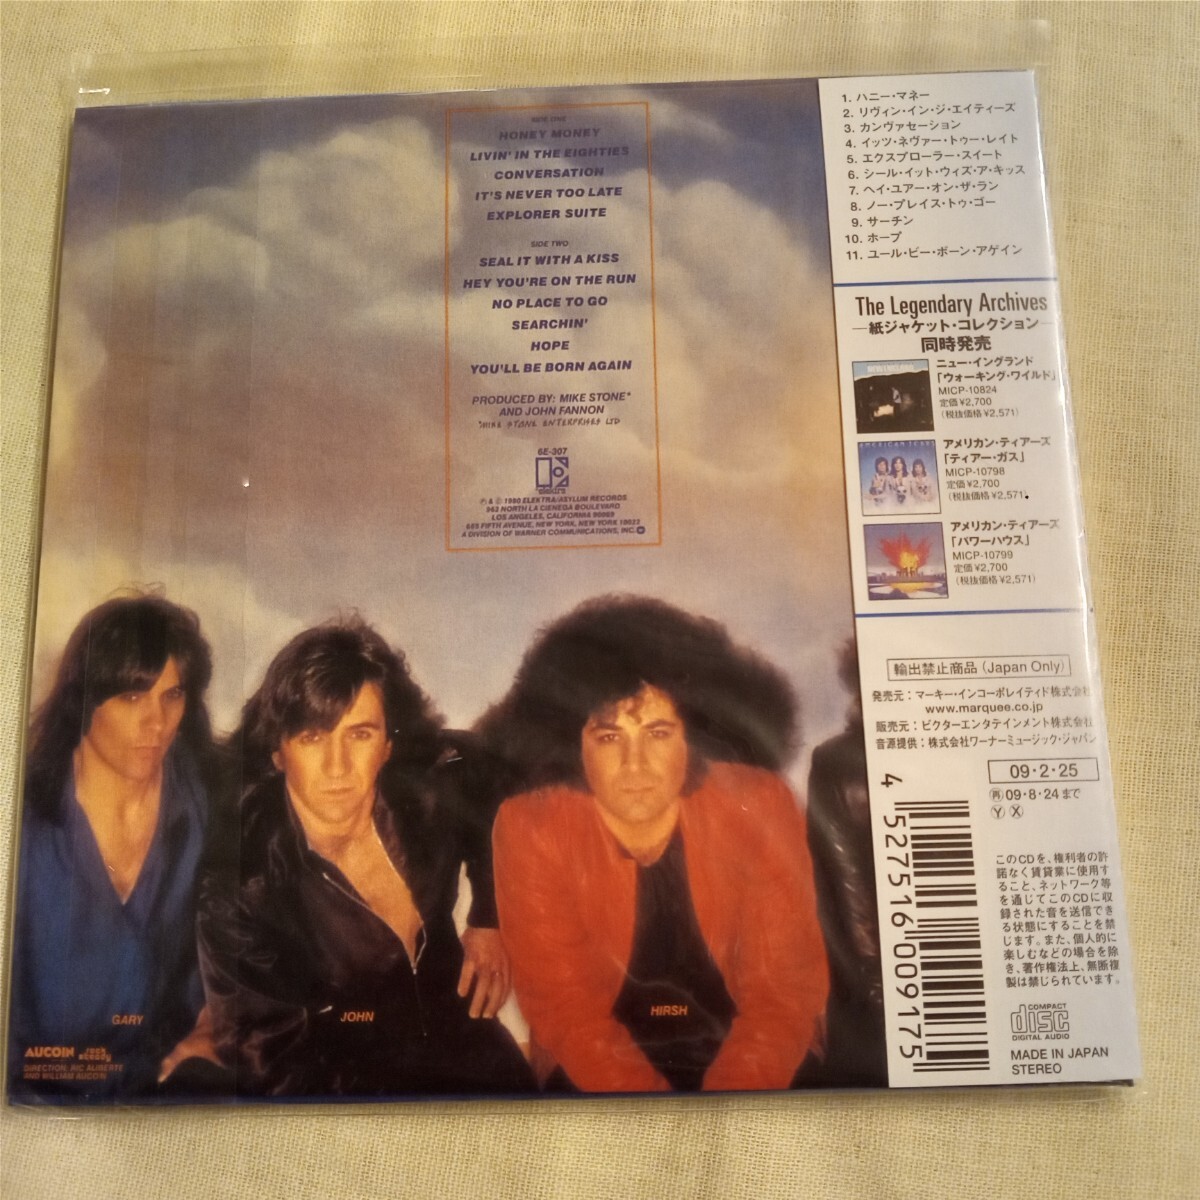 SIDE ONE
HONEY MONEY
LIVIN' IN THE EIGHTIES
CONVERSATION
IT'S NEVER TOO LATE
EXPLORER SUITE
SIDE TWO
SEAL IT WITH A KISS
HEY YOU'RE ON THE RUN
NO PLACE TO GO
SEARCHIN'
HOPE
YOU'LL BE BORN AGAIN
PRODUCED BY: MIKE STONE*
AND JOHN FANNON
*MIKE STONE ENTERPRISES LTD
6E-307
elektra
Ⓟ & © 1980 ELEKTRA/ASYLUM RECORDS
962 NORTH LA CIENEGA BOULEVARD
LOS ANGELES, CALIFORNIA 90069
665 FIFTH AVENUE, NEW YORK, NEW YORK 10022
A DIVISION OF WARNER COMMUNICATIONS, INC.
GARY
JOHN
HIRSH
AUCOIN rock steady
DIRECTION: RIC ALIBERTE
AND WILLIAM AUCOIN
1. ハニー・マネー
2. リヴィン・イン・ジ・エイティーズ
3. カンヴァセーション
4. イッツ・ネヴァー・トゥー・レイト
5. エクスプローラー・スイート
6. シール・イット・ウィズ・ア・キッス
7. ヘイ・ユアー・オン・ザ・ラン
8. ノー・プレイス・トゥ・ゴー
9. サーチン
10. ホープ
11. ユール・ビー・ボーン・アゲイン
The Legendary Archives
—紙ジャケット・コレクション—
同時発売
NEW ENGLAND
ニュー・イングランド
「ウォーキング・ワイルド」
MICP-10824
定価¥2,700
(税抜価格¥2,571)
AMERICAN TEARS
アメリカン・ティアーズ
「ティアー・ガス」
MICP-10798
定価¥2,700
(税抜価格¥2,571)
アメリカン・ティアーズ
「パワーハウス」
MICP-10799
定価¥2,700
(税抜価格¥2,571)
輸出禁止商品 (Japan Only)
発売元：マーキー・インコーポレイティド株式会社
www.marquee.co.jp
販売元：ビクターエンタテインメント株式会社
音源提供：株式会社ワーナーミュージック・ジャパン
09・2・25
再 09・8・24まで
Ⓨ Ⓧ
4 527516 009175
このCDを、権利者の許
諾なく賃貸業に使用す
ること、ネットワーク等
を通じてこのCDに収
録された音を送信でき
る状態にすることを禁
じます。また、個人的に
楽しむなどの場合を除
き、著作権法上、無断複
製は禁じられています。
COMPACT
disc
DIGITAL AUDIO
MADE IN JAPAN
STEREO